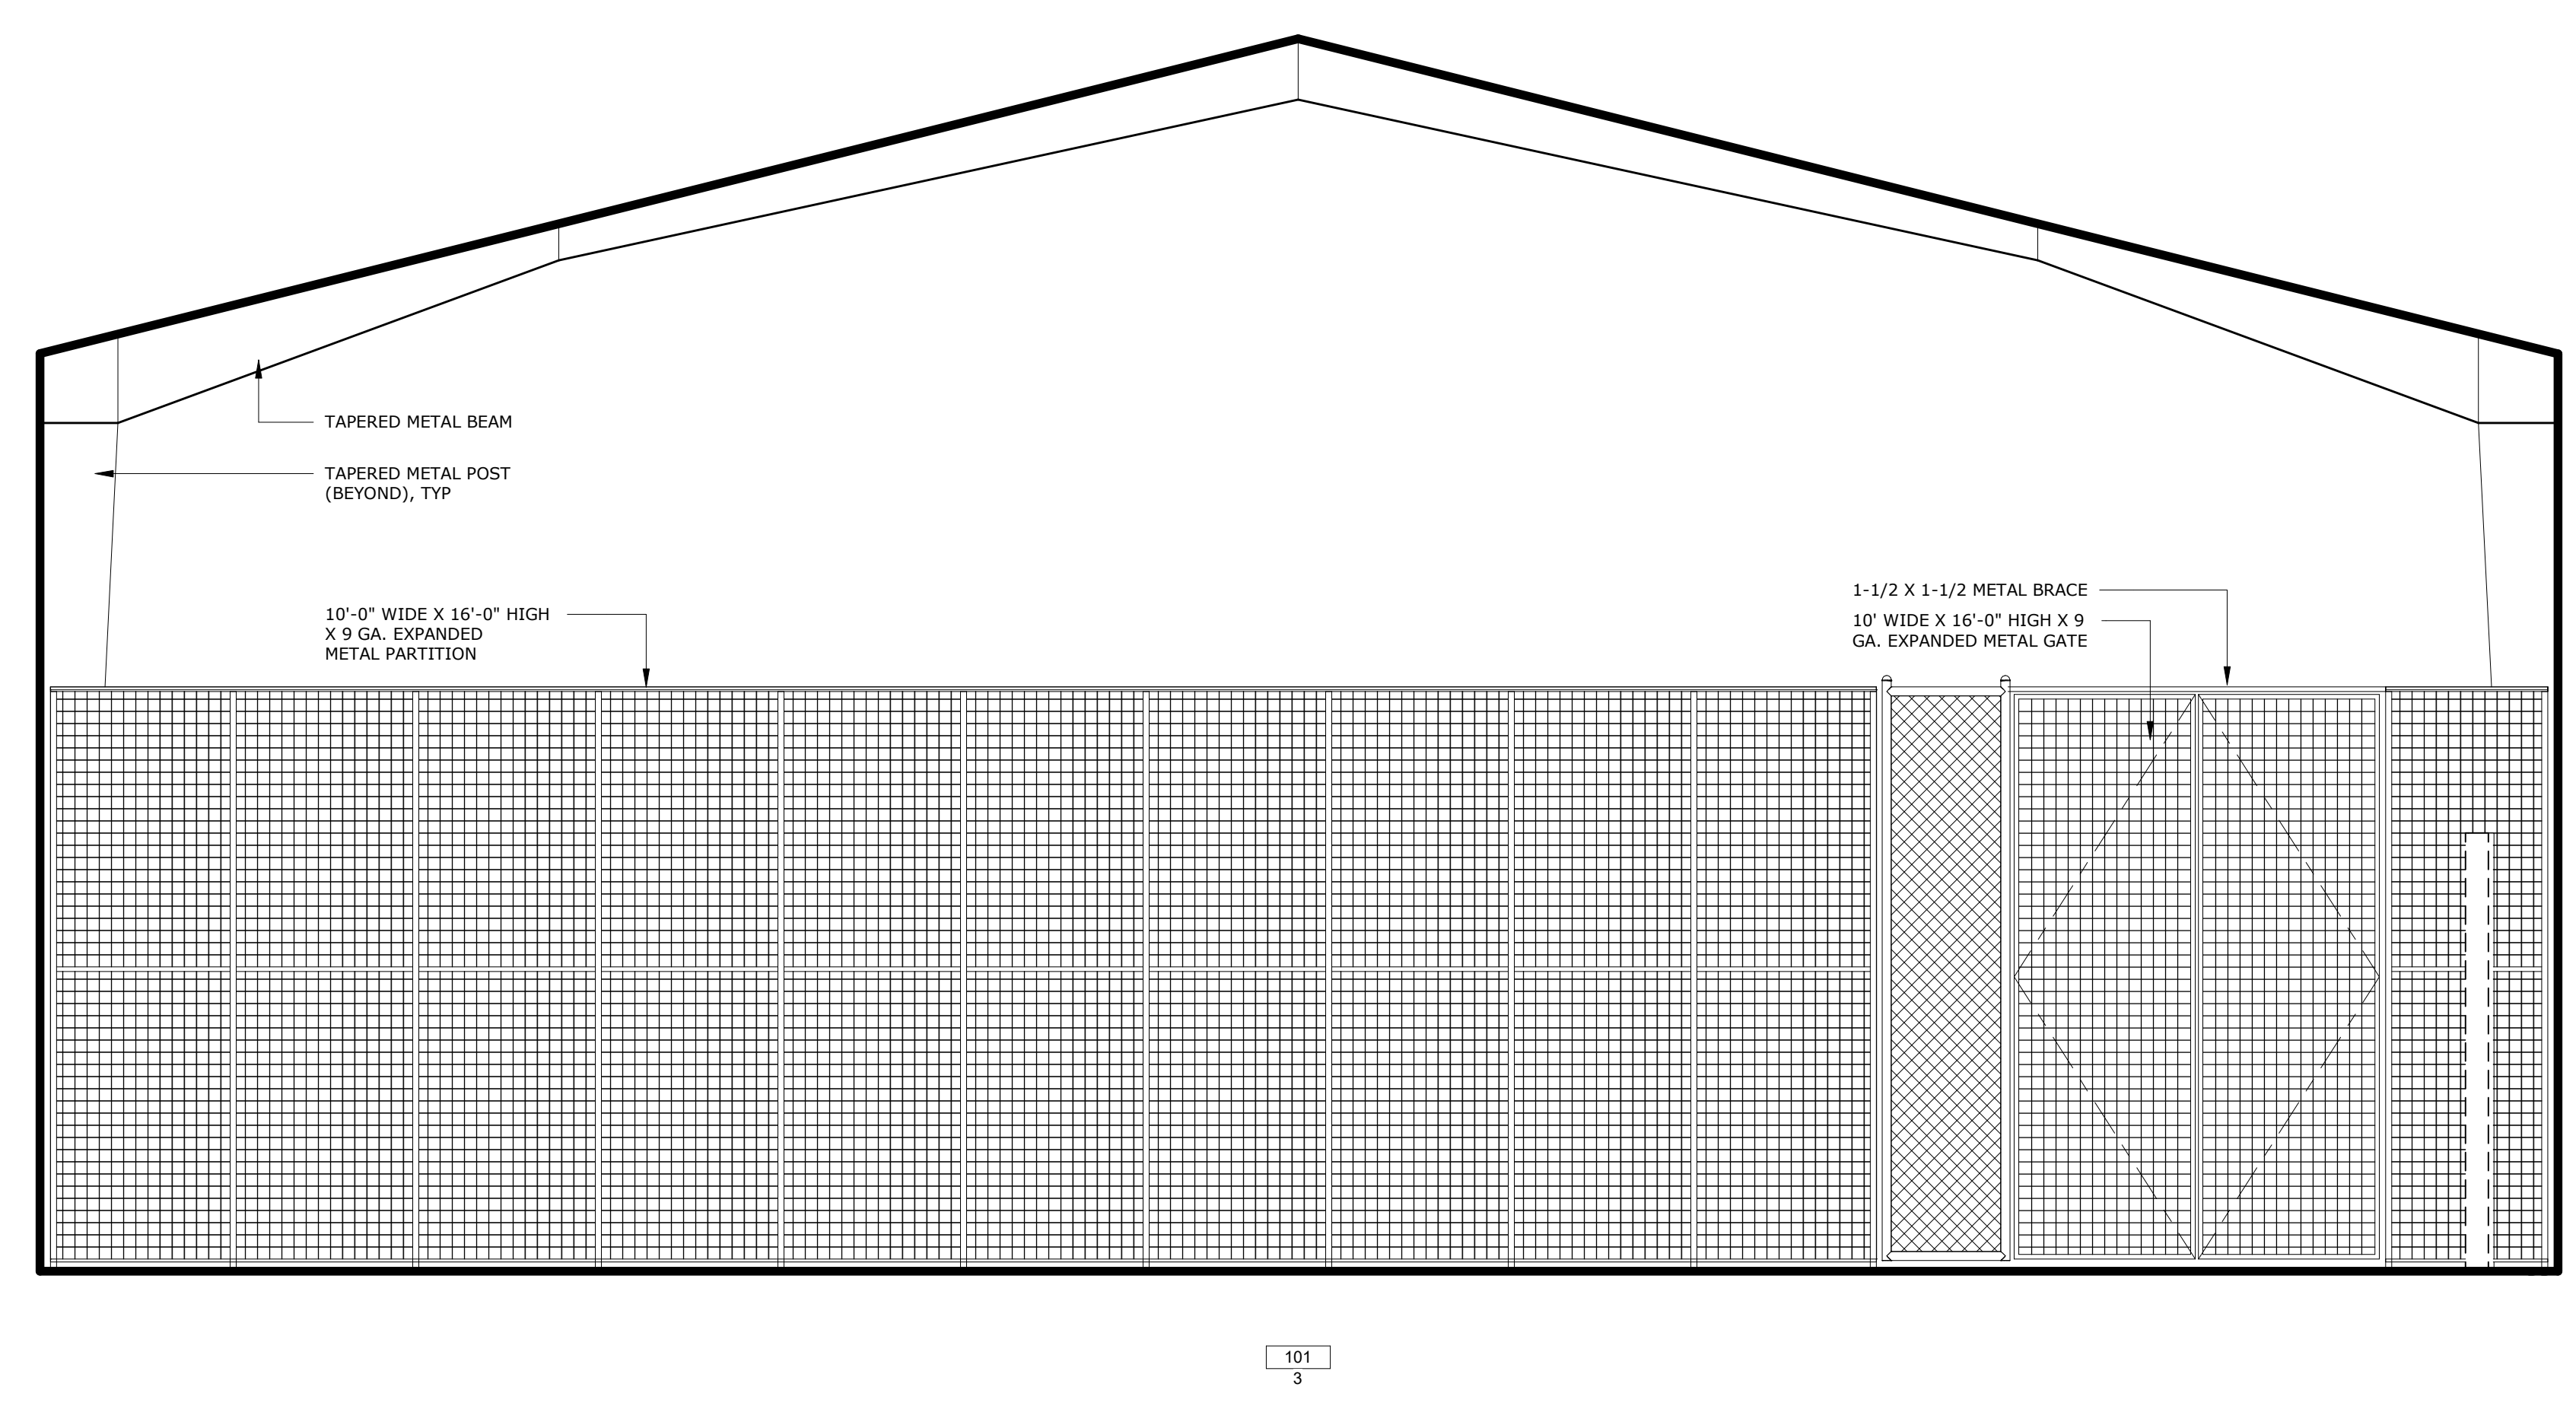 TAPERED METAL BEAM
TAPERED METAL POST
(BEYOND), TYP
10'-0" WIDE X 16'-0" HIGH
X 9 GA. EXPANDED
METAL PARTITION
1-1/2 X 1-1/2 METAL BRACE
10' WIDE X 16'-0" HIGH X 9
GA. EXPANDED METAL GATE
101
3